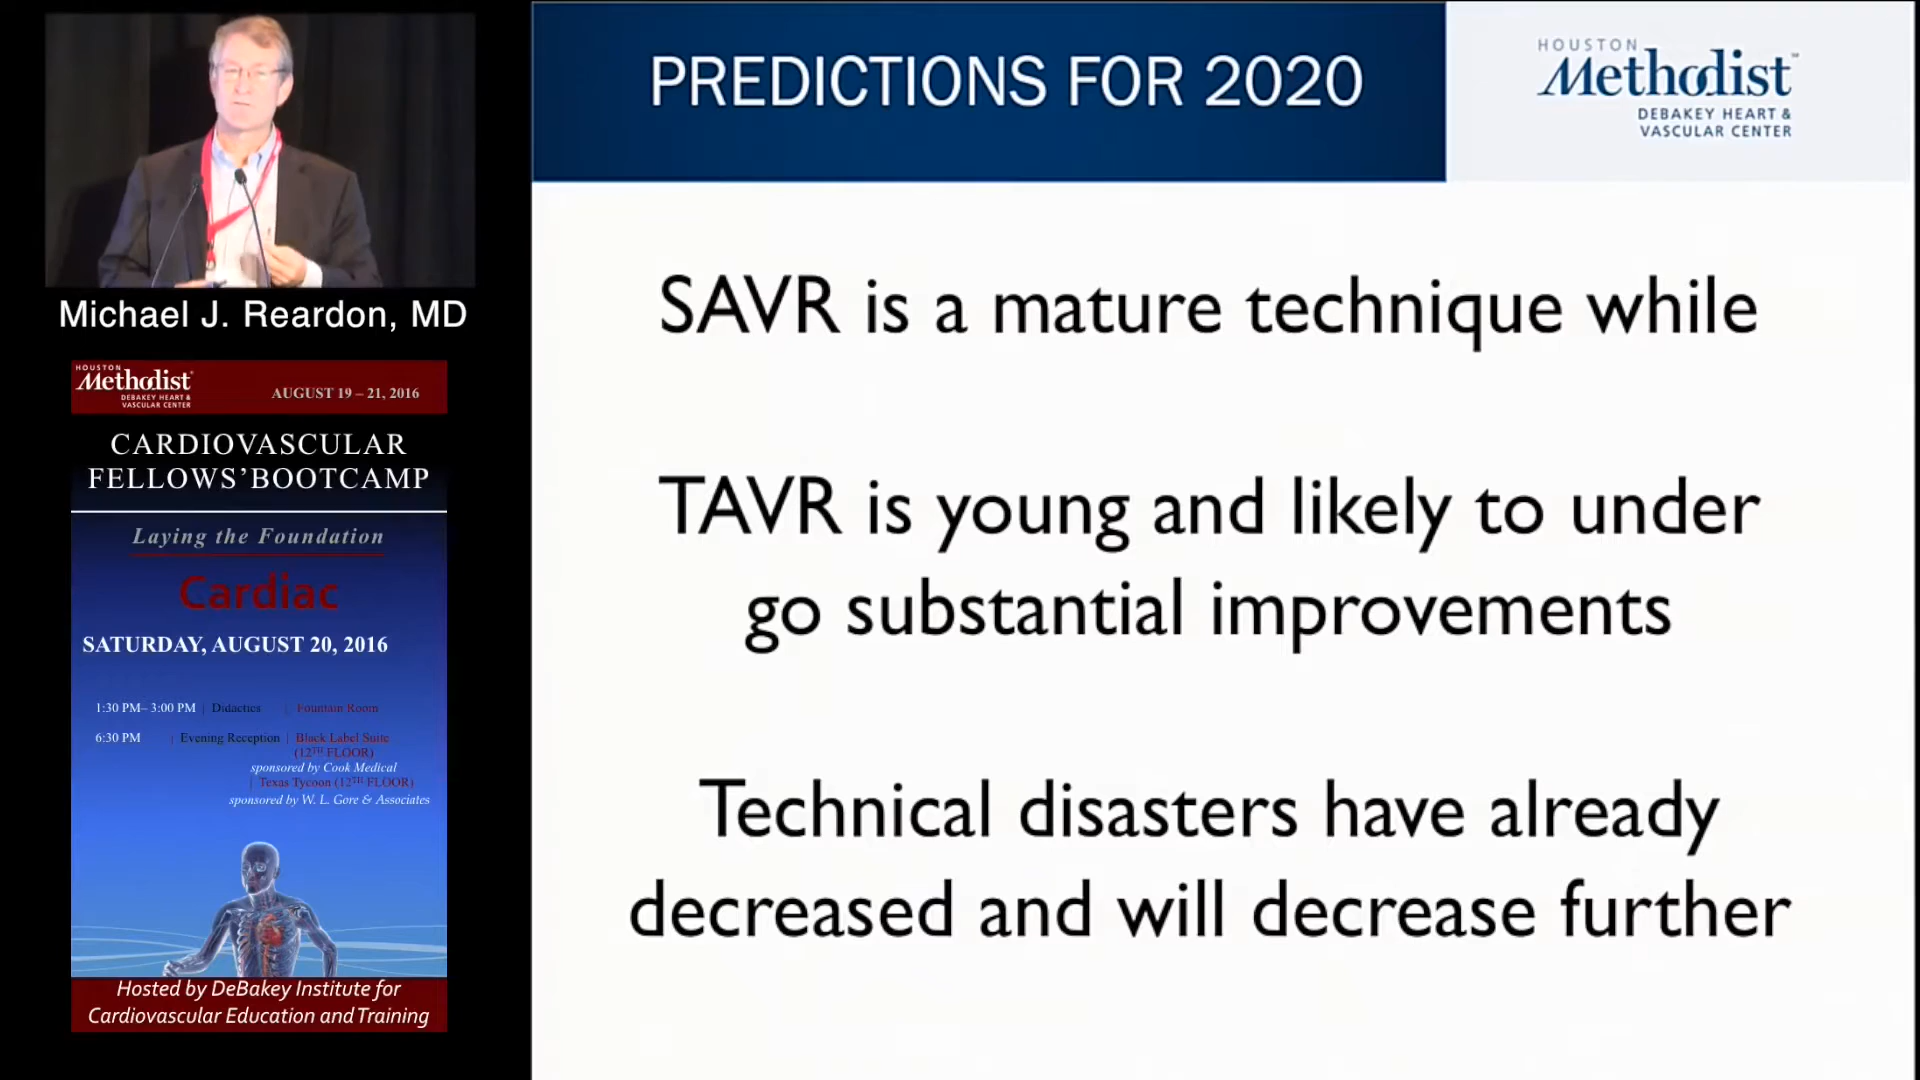 PREDICTIONS FOR 2020
HOUSTON
Methodist™
DEBAKEY HEART &
VASCULAR CENTER
SAVR is a mature technique while
TAVR is young and likely to under
go substantial improvements
Technical disasters have already
decreased and will decrease further
Michael J. Reardon, MD
HOUSTON
Methodist
DEBAKEY HEART &
VASCULAR CENTER
AUGUST 19 – 21, 2016
CARDIOVASCULAR
FELLOWS’BOOTCAMP
Laying the Foundation
Cardiac
SATURDAY, AUGUST 20, 2016
1:30 PM– 3:00 PM | Didactics | Fountain Room
6:30 PM | Evening Reception | Black Label Suite
(12TH FLOOR)
sponsored by Cook Medical
| Texas Tycoon (12TH FLOOR)
sponsored by W. L. Gore & Associates
Hosted by DeBakey Institute for
Cardiovascular Education and Training